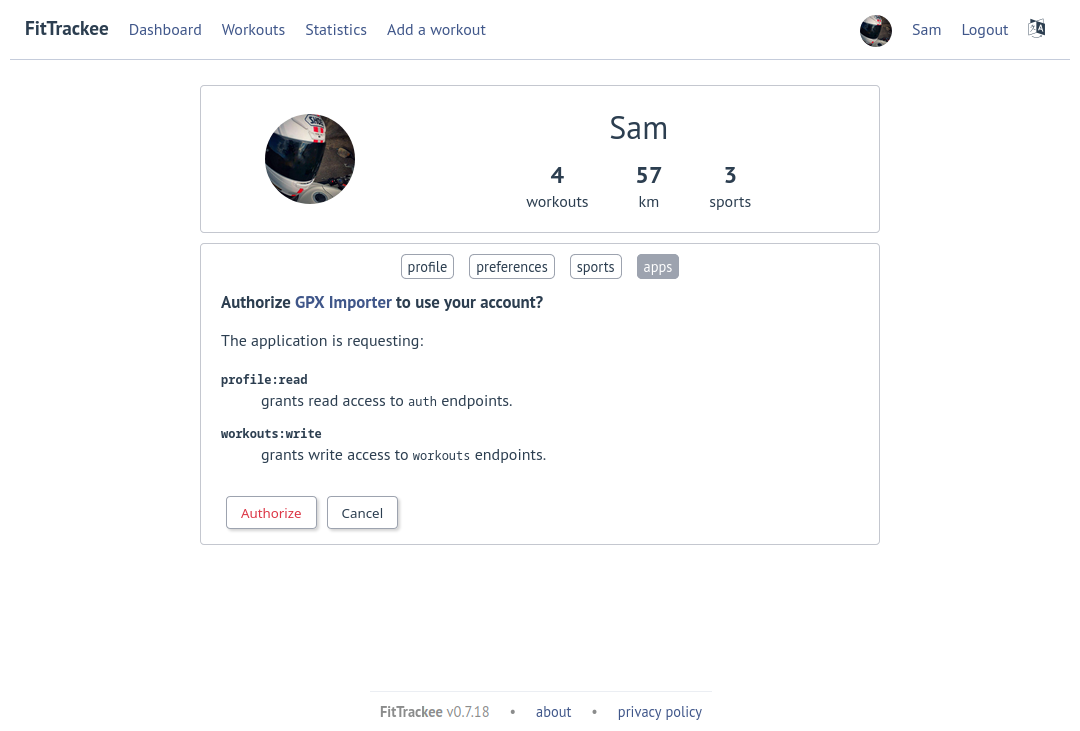 FitTrackee Dashboard Workouts Statistics Add a workout Sam Logout
Sam
4 57 3
workouts km sports
profile preferences sports apps
Authorize GPX Importer to use your account?
The application is requesting:
profile:read
grants read access to auth endpoints.
workouts:write
grants write access to workouts endpoints.
Authorize Cancel
FitTrackee v0.7.18 • about • privacy policy